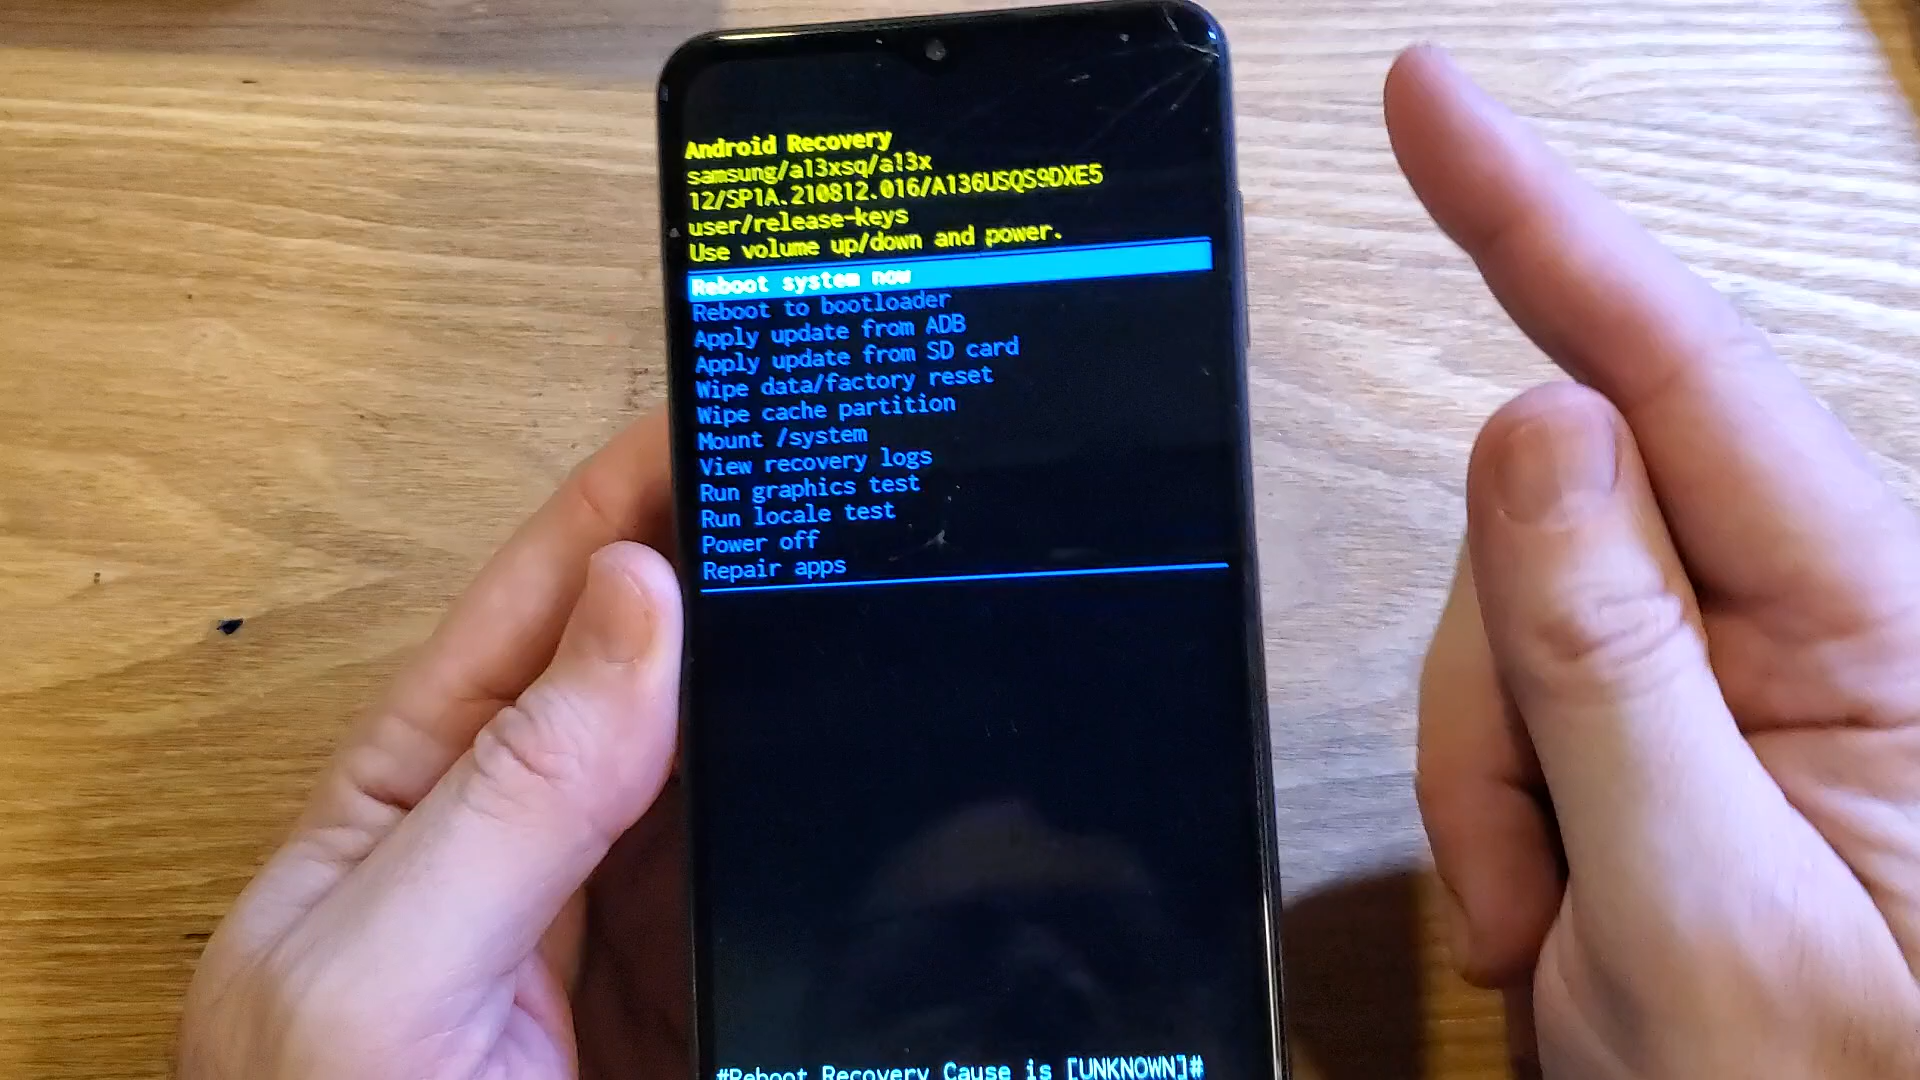 Android Recovery
samsung/a13xsq/a13x
12/SP1A.210812.016/A136USQS9DXE5
user/release-keys
Use volume up/down and power.
Reboot system now
Reboot to bootloader
Apply update from ADB
Apply update from SD card
Wipe data/factory reset
Wipe cache partition
Mount /system
View recovery logs
Run graphics test
Run locale test
Power off
Repair apps
#Reboot Recovery Cause is [UNKNOWN]#